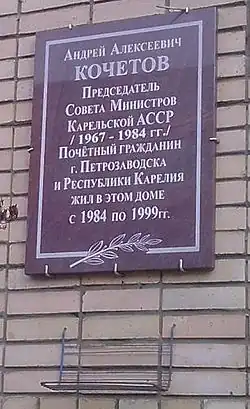 Андрей Алексеевич
КОЧЕТОВ
Председатель
Совета Министров
Карельской АССР
/ 1967 - 1984 гг./
Почётный гражданин
г. Петрозаводска
и Республики Карелия
жил в этом доме
с 1984 по 1999гг.